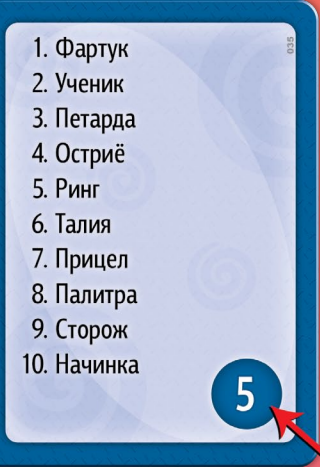 1. Фартук
035
2. Ученик
3. Петарда
4. Остриё
5. Ринг
6. Талия
7. Прицел
8. Палитра
9. Сторож
10. Начинка
5